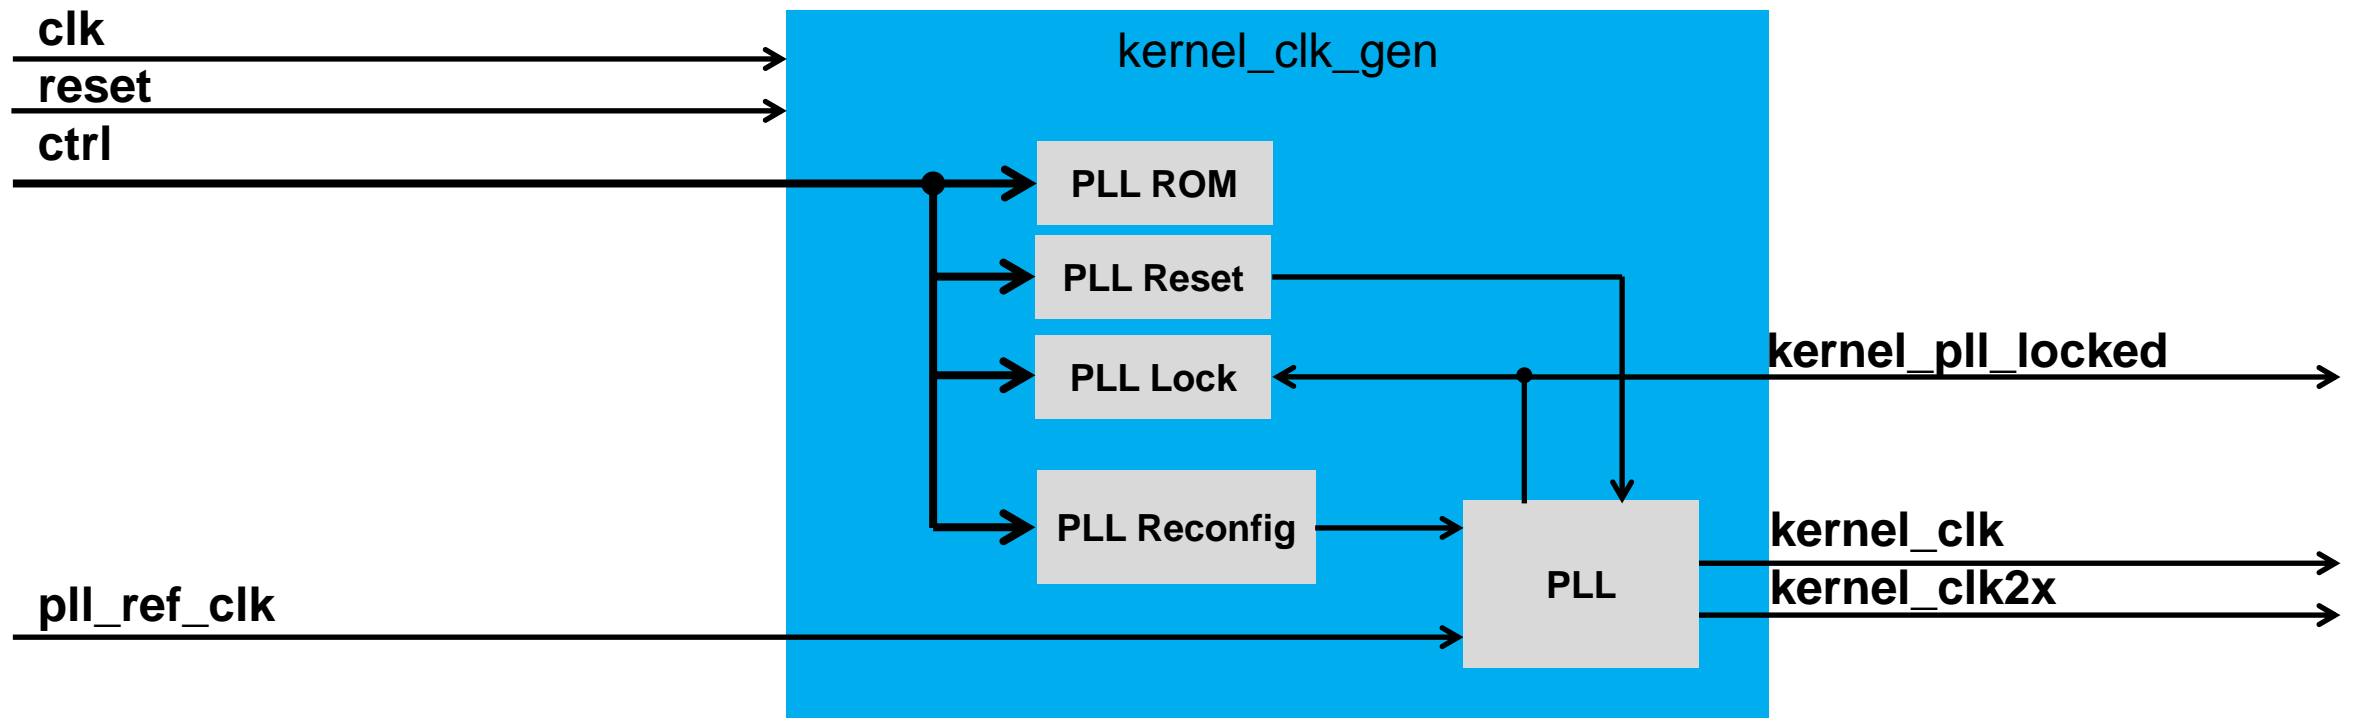 clk
kernel_clk_gen
reset
ctrl
PLL ROM
PLL Reset
kernel_pll_locked
PLL Lock
PLL Reconfig
kernel_clk
PLL
kernel_clk2x
pll_ref_clk